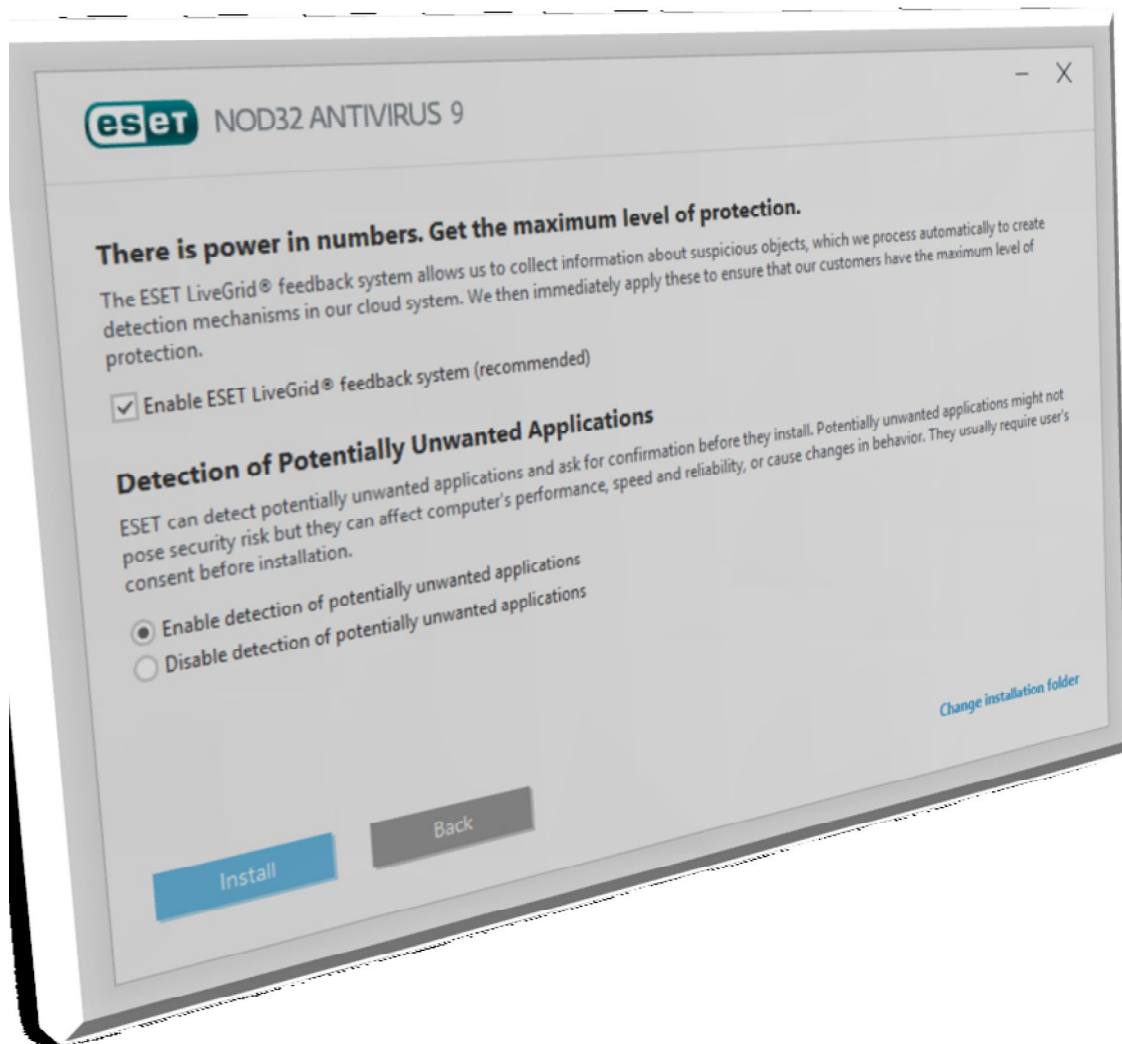 eset NOD32 ANTIVIRUS 9
There is power in numbers. Get the maximum level of protection.
The ESET LiveGrid® feedback system allows us to collect information about suspicious objects, which we process automatically to create
detection mechanisms in our cloud system. We then immediately apply these to ensure that our customers have the maximum level of
protection.
Enable ESET LiveGrid® feedback system (recommended)
Detection of Potentially Unwanted Applications
ESET can detect potentially unwanted applications and ask for confirmation before they install. Potentially unwanted applications might not
pose security risk but they can affect computer's performance, speed and reliability, or cause changes in behavior. They usually require user's
consent before installation.
Enable detection of potentially unwanted applications
Disable detection of potentially unwanted applications
Change installation folder
Install Back